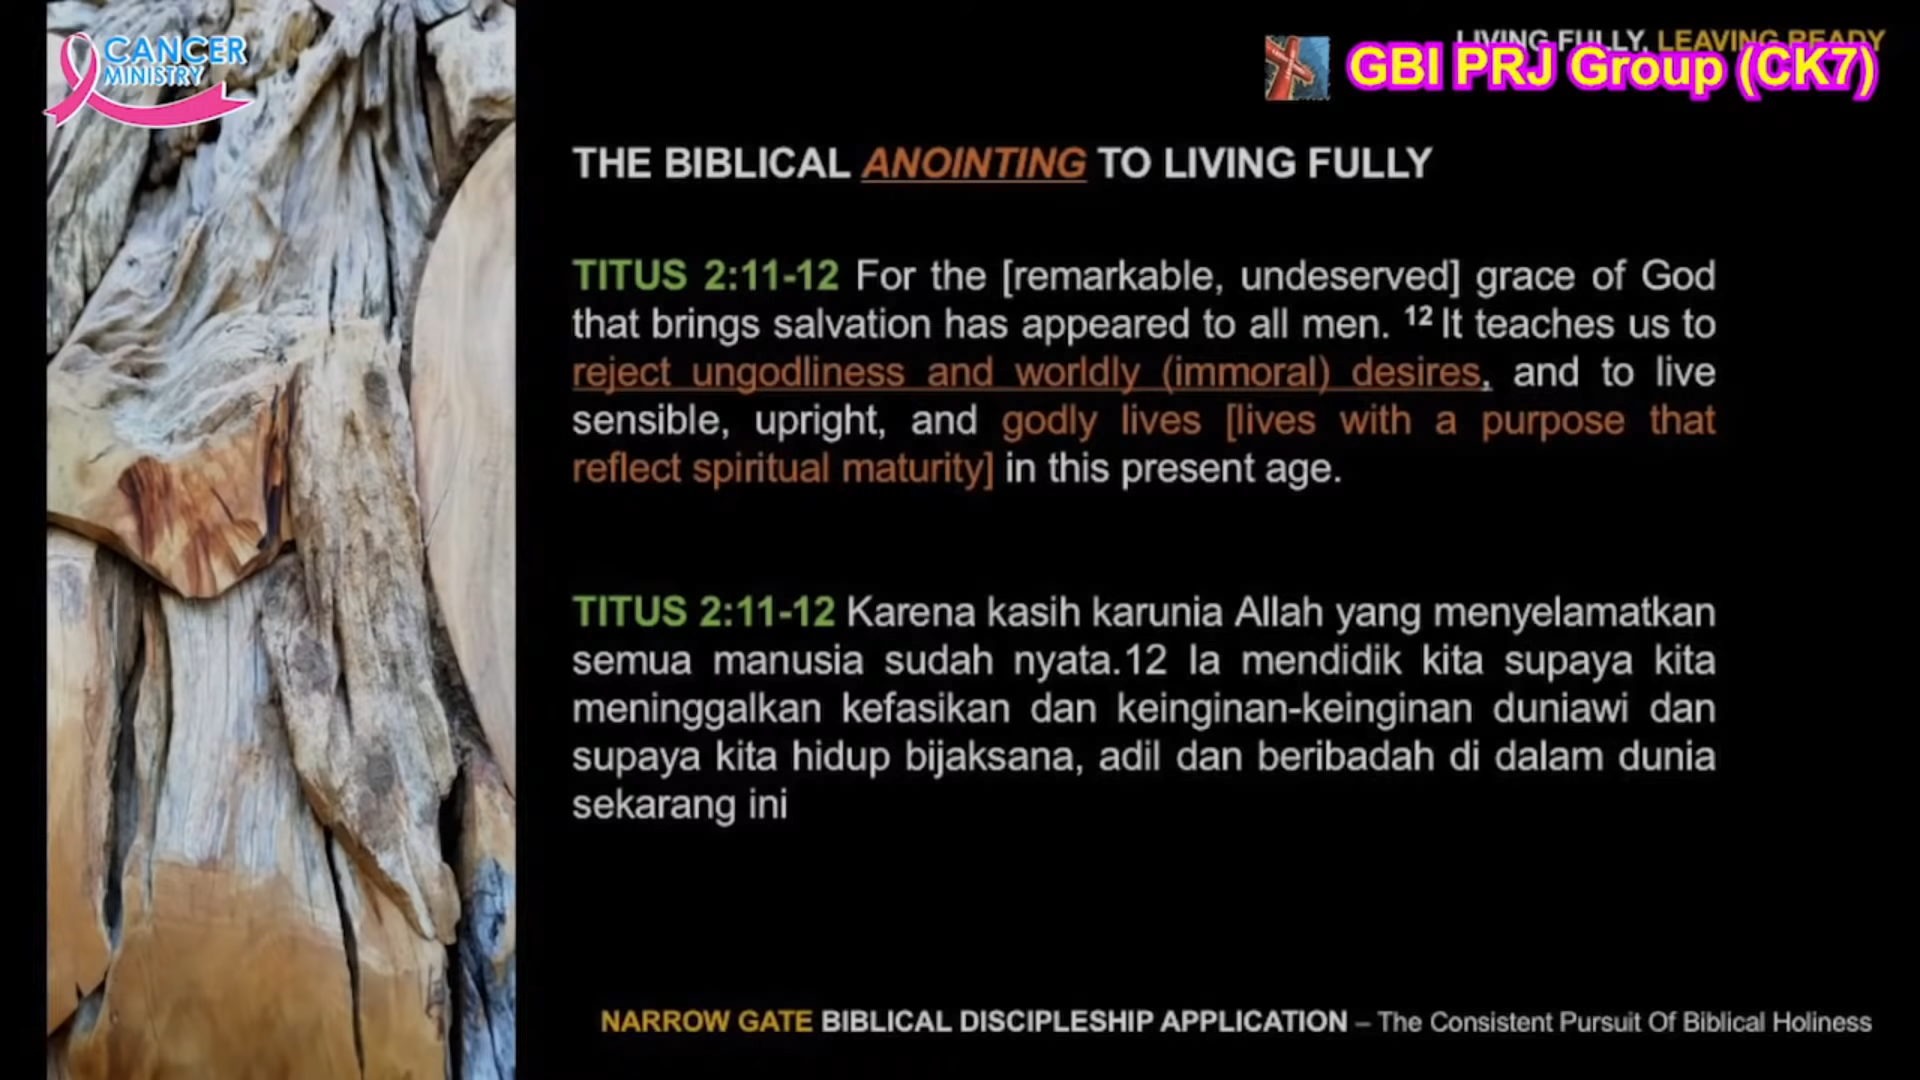 CANCER
MINISTRY
LIVING FULLY, LEAVING READY
GBI PRJ Group (CK7)
THE BIBLICAL ANOINTING TO LIVING FULLY
TITUS 2:11-12 For the [remarkable, undeserved] grace of God
that brings salvation has appeared to all men. 12 It teaches us to
reject ungodliness and worldly (immoral) desires, and to live
sensible, upright, and godly lives [lives with a purpose that
reflect spiritual maturity] in this present age.
TITUS 2:11-12 Karena kasih karunia Allah yang menyelamatkan
semua manusia sudah nyata.12 Ia mendidik kita supaya kita
meninggalkan kefasikan dan keinginan-keinginan duniawi dan
supaya kita hidup bijaksana, adil dan beribadah di dalam dunia
sekarang ini
NARROW GATE BIBLICAL DISCIPLESHIP APPLICATION – The Consistent Pursuit Of Biblical Holiness